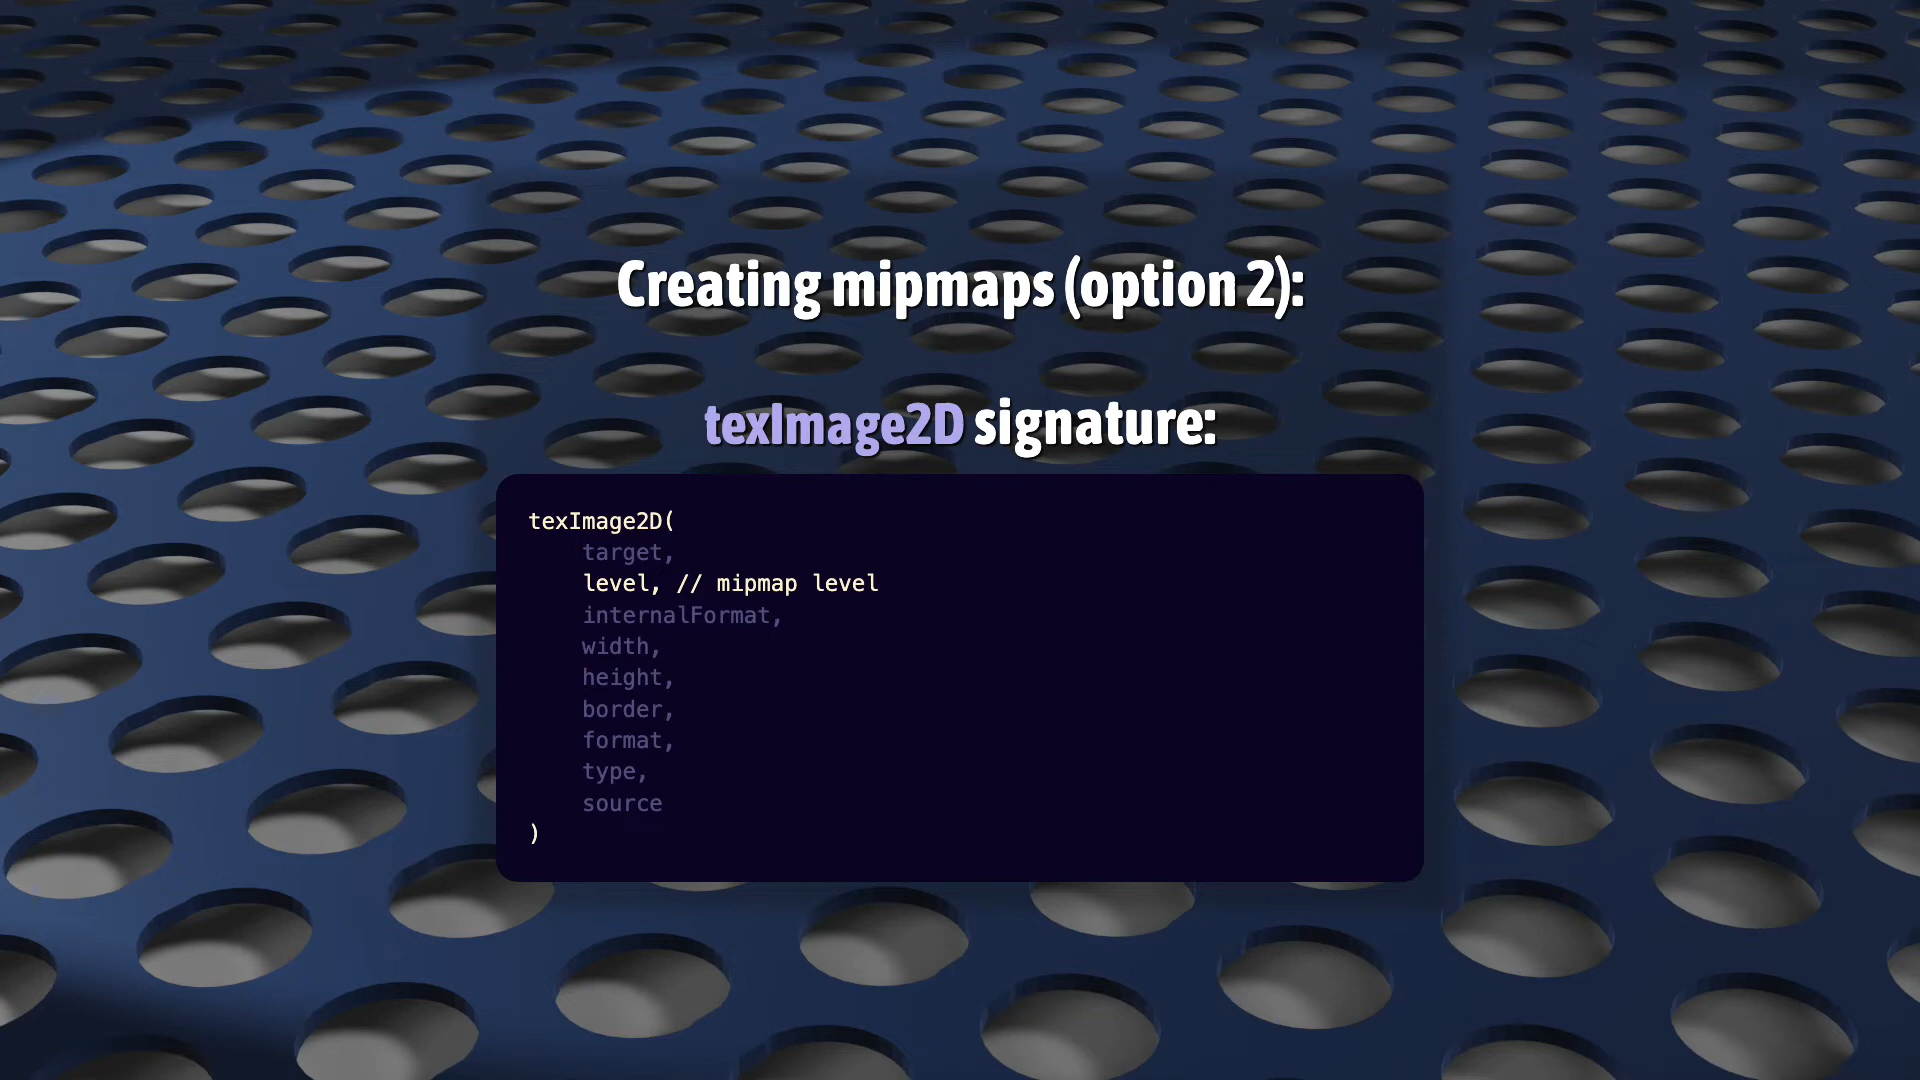 Creating mipmaps (option 2):
texImage2D signature:
texImage2D(
    target,
    level, // mipmap level
    internalFormat,
    width,
    height,
    border,
    format,
    type,
    source
)